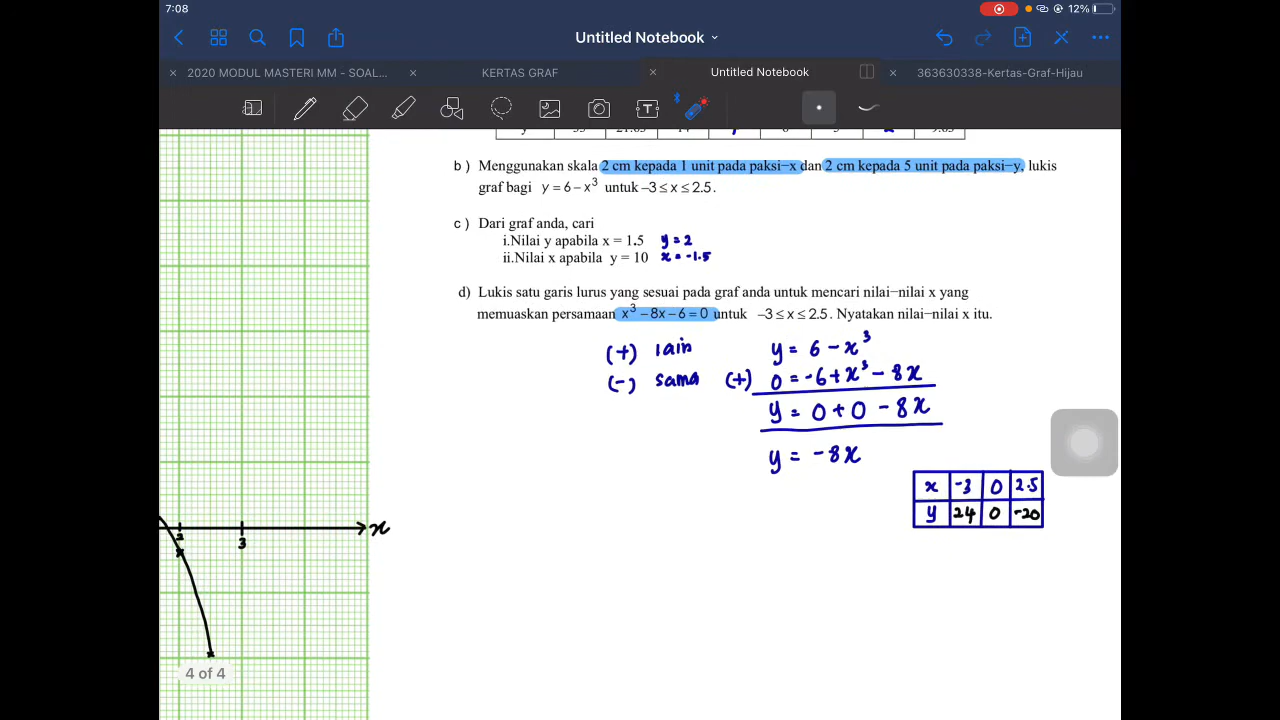 7:08
12%
Untitled Notebook
2020 MODUL MASTERI MM - SOAL...
KERTAS GRAF
Untitled Notebook
363630338-Kertas-Graf-Hijau
b ) Menggunakan skala 2 cm kepada 1 unit pada paksi−x dan 2 cm kepada 5 unit pada paksi−y, lukis
graf bagi y = 6 − x³ untuk −3 ≤ x ≤ 2.5.
c ) Dari graf anda, cari
i.Nilai y apabila x = 1.5 y = 2
ii.Nilai x apabila y = 10 x = -1.5
d) Lukis satu garis lurus yang sesuai pada graf anda untuk mencari nilai−nilai x yang
memuaskan persamaan x³ − 8x − 6 = 0 untuk −3 ≤ x ≤ 2.5. Nyatakan nilai−nilai x itu.
(+) lain
(-) sama
y = 6 - x³
(+) 0 = -6 + x³ - 8x
y = 0 + 0 - 8x
y = -8x
x -3 0 2.5
y 24 0 -20
x
2
3
4 of 4